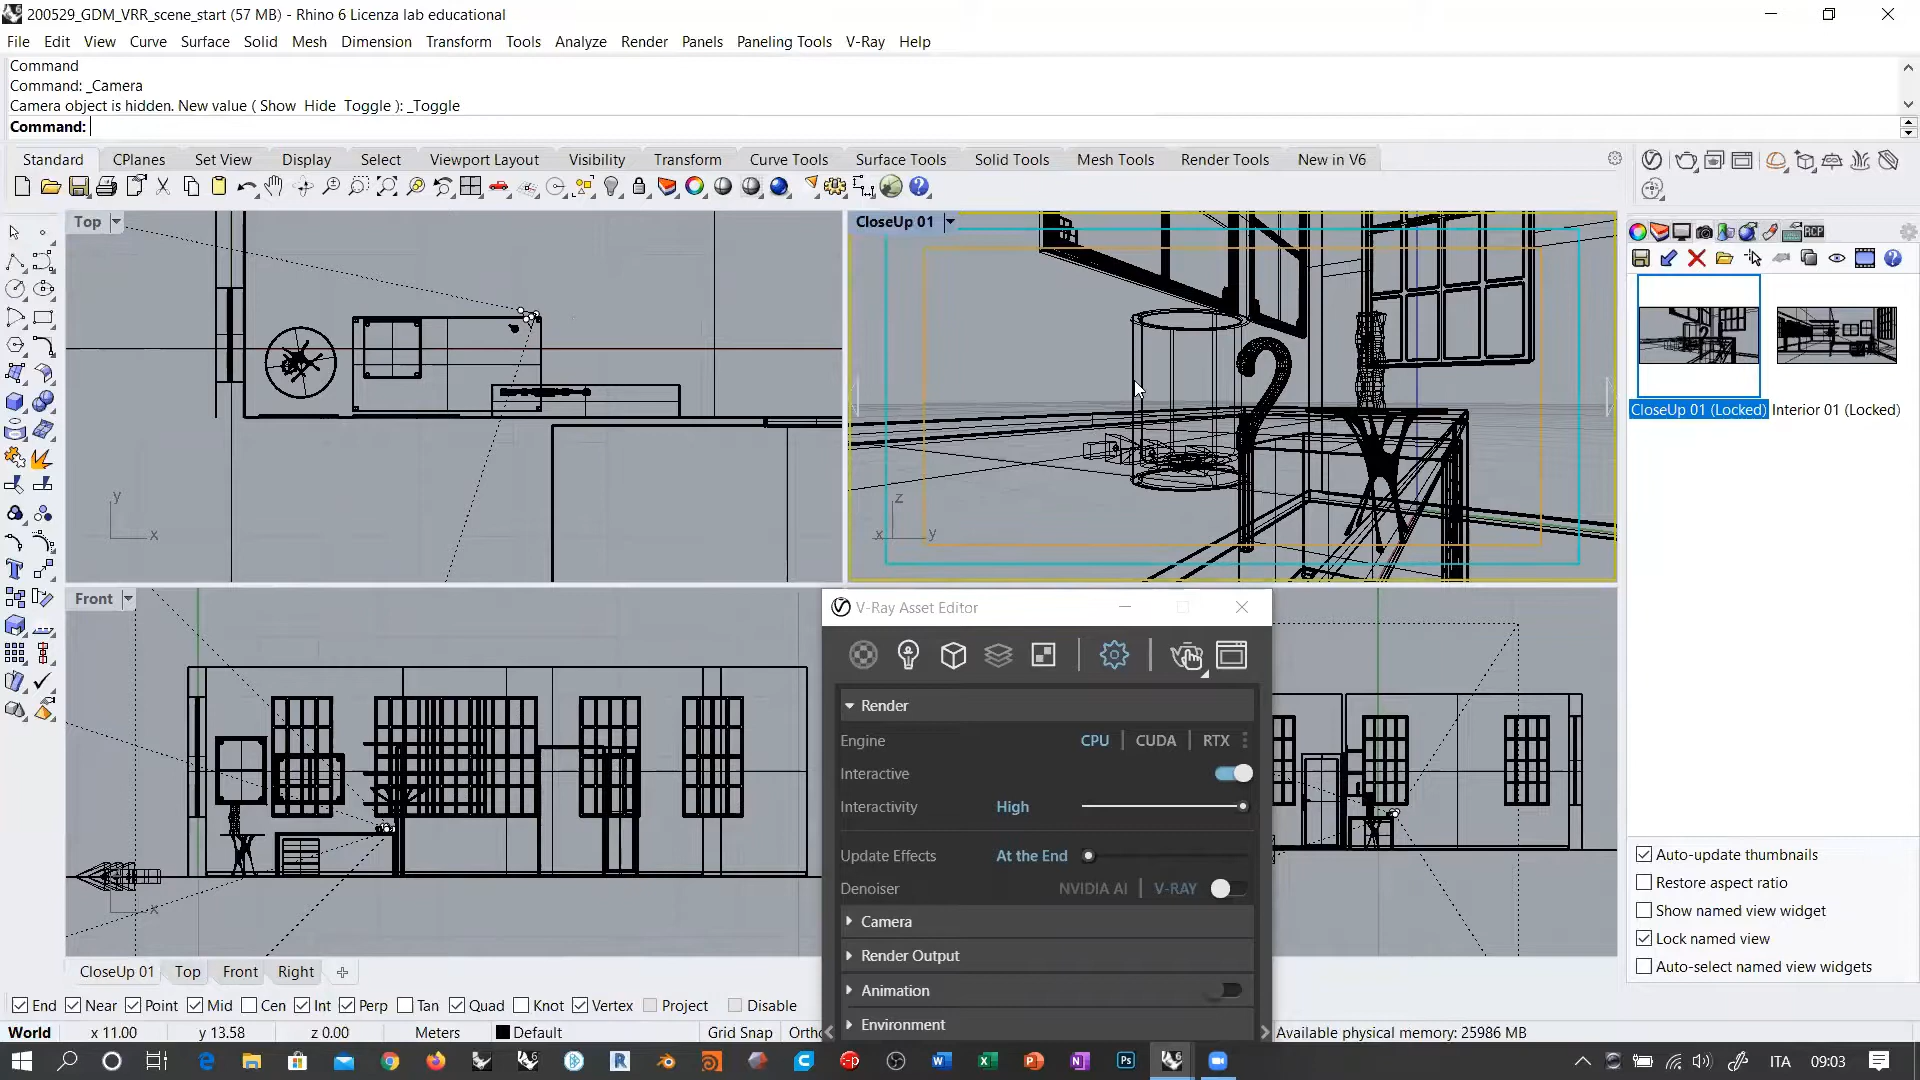 200529_GDM_VRR_scene_start (57 MB) - Rhino 6 Licenza lab educational
File Edit View Curve Surface Solid Mesh Dimension Transform Tools Analyze Render Panels Paneling Tools V-Ray Help
Command
Command: _Camera
Camera object is hidden. New value ( Show Hide Toggle ): _Toggle
Command:
Standard CPlanes Set View Display Select Viewport Layout Visibility Transform Curve Tools Surface Tools Solid Tools Mesh Tools Render Tools New in V6
Top
CloseUp 01
RCP
CloseUp 01 (Locked) Interior 01 (Locked)
y
x
z
x
y
Front
V-Ray Asset Editor
Render
Engine CPU | CUDA | RTX
Interactive
Interactivity High
Update Effects At the End
Denoiser NVIDIA AI | V-RAY
Camera
Render Output
Animation
Environment
x
Auto-update thumbnails
Restore aspect ratio
Show named view widget
Lock named view
Auto-select named view widgets
CloseUp 01 Top Front Right
End Near Point Mid Cen Int Perp Tan Quad Knot Vertex Project Disable
World x 11.00 y 13.58 z 0.00 Meters Default Grid Snap Ortho Available physical memory: 25986 MB
ITA 09:03